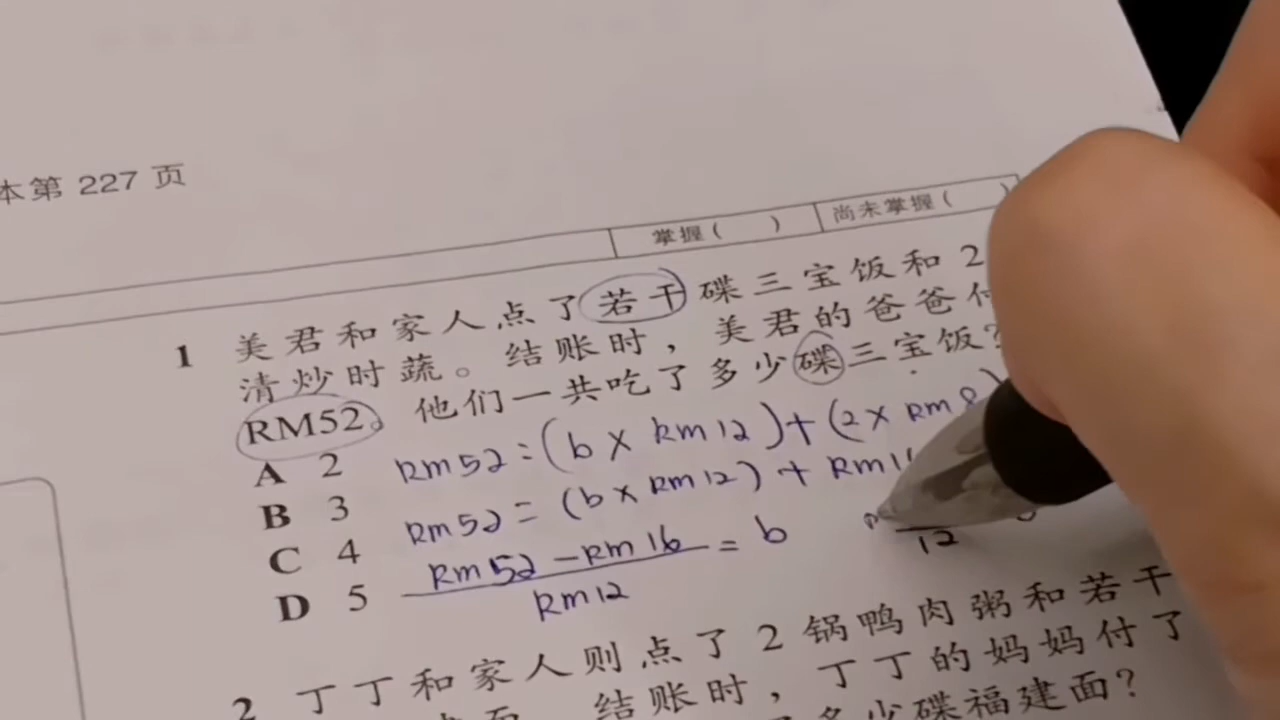 本第 227 页
掌握 (　) 尚未掌握 (　)
1 美君和家人点了若干碟三宝饭和 2
清炒时蔬。结账时，美君的爸爸付
RM52。他们一共吃了多少碟三宝饭？
A 2
B 3
C 4
D 5
Rm52 = (b × Rm12) + (2 × Rm8)
Rm52 = (b × Rm12) + Rm1
Rm52 - Rm16 = b
Rm12
12
2 丁丁和家人则点了 2 锅鸭肉粥和若干
结账时，丁丁的妈妈付了
多少碟福建面？